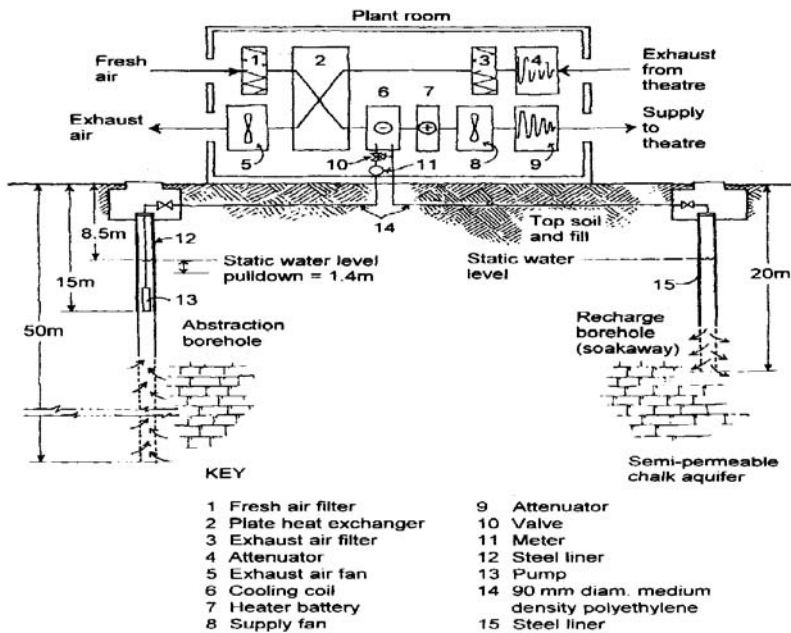 Plant room
Fresh air
1
2
3
4
Exhaust from theatre
6
7
Exhaust air
Supply to theatre
5
10
11
8
9
14
Top soil and fill
8.5m
12
Static water level
pulldown = 1.4m
Static water level
15m
13
15
20m
50m
Abstraction borehole
Recharge borehole (soakaway)
Semi-permeable chalk aquifer
KEY
1 Fresh air filter
2 Plate heat exchanger
3 Exhaust air filter
4 Attenuator
5 Exhaust air fan
6 Cooling coil
7 Heater battery
8 Supply fan
9 Attenuator
10 Valve
11 Meter
12 Steel liner
13 Pump
14 90 mm diam. medium
density polyethylene
15 Steel liner